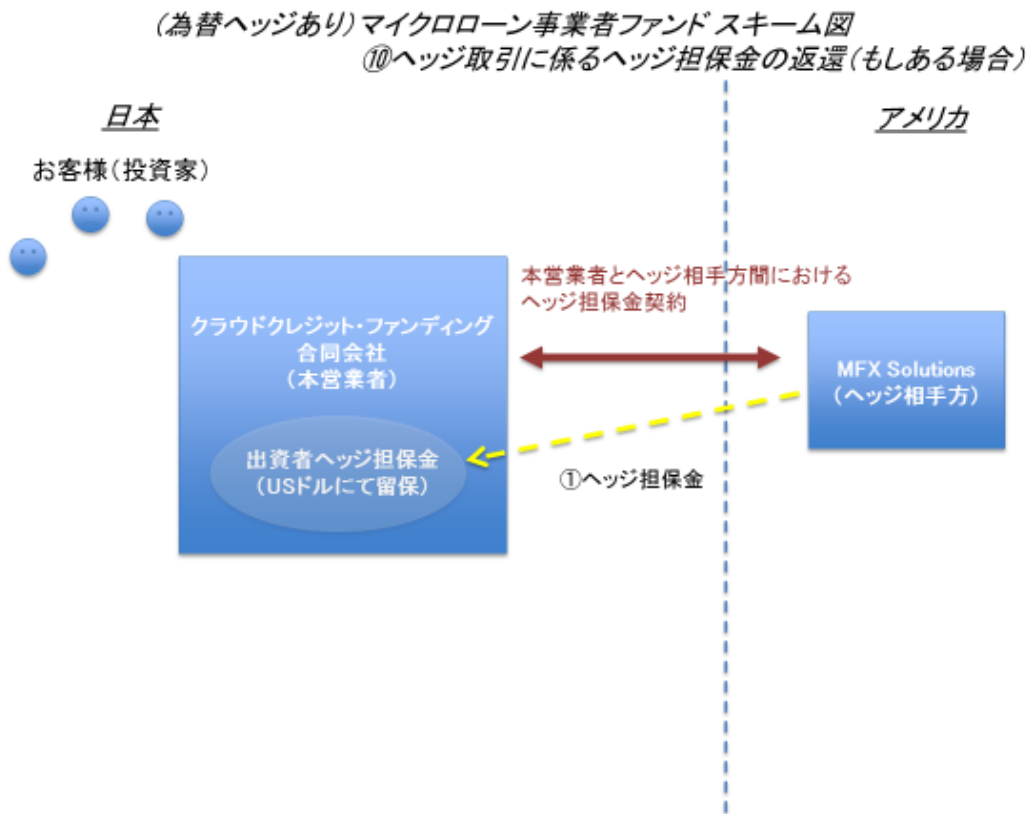 (為替ヘッジあり)マイクロローン事業者ファンド スキーム図
⑩ヘッジ取引に係るヘッジ担保金の返還(もしある場合)
日本
アメリカ
お客様(投資家)
本営業者とヘッジ相手方間における
ヘッジ担保金契約
クラウドクレジット・ファンディング
合同会社
(本営業者)
MFX Solutions
(ヘッジ相手方)
出資者ヘッジ担保金
(USドルにて留保)
①ヘッジ担保金